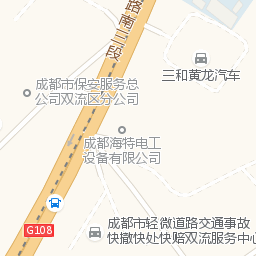 路南三段
三和黄龙汽车
成都市保安服务总
公司双流区分公司
成都海特电工
设备有限公司
G108
成都市轻微道路交通事故
快撤快处快赔双流服务中心